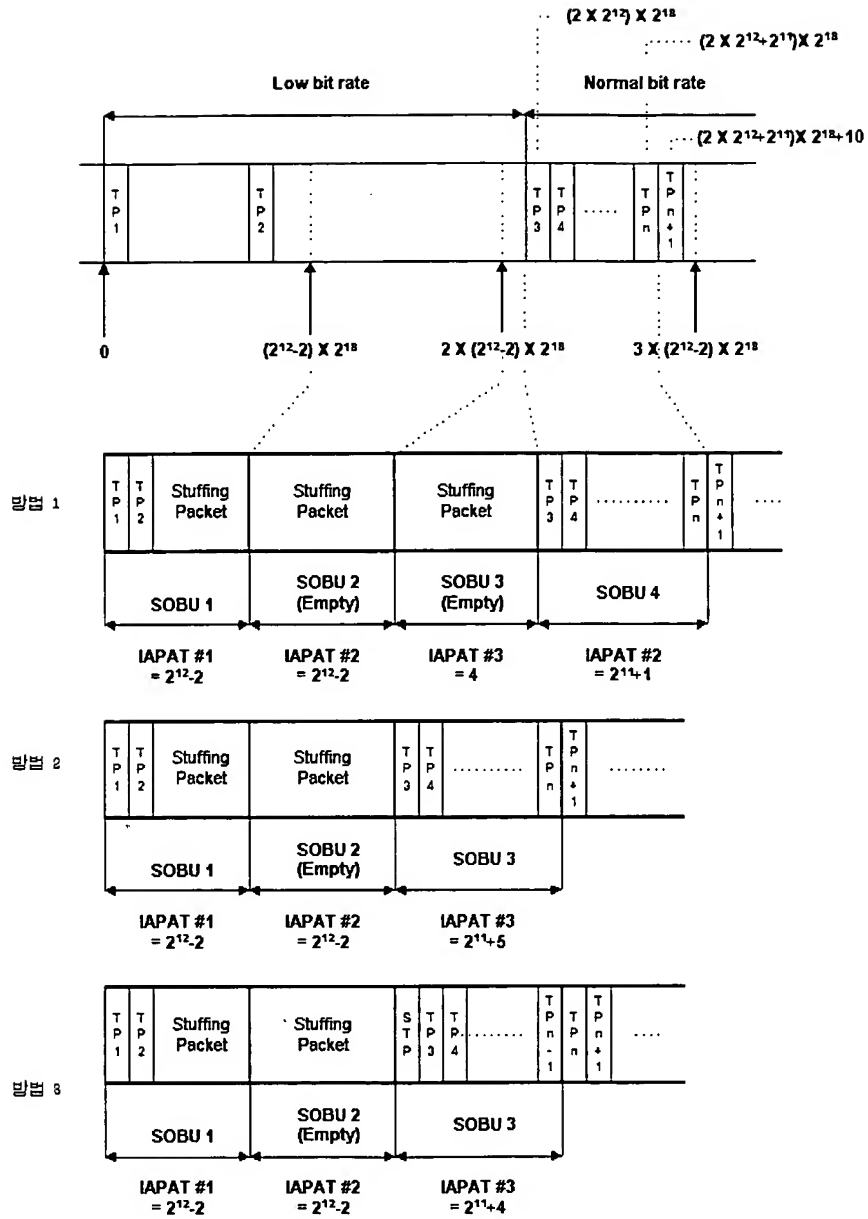 (2 X 2¹²) X 2¹⁸
(2 X 2¹²+2¹¹)X 2¹⁸
Low bit rate
Normal bit rate
(2 X 2¹²+2¹¹)X 2¹⁸+10
TP1
TP2
TP3
TP4
.....
TPn
TPn+1
0
(2¹²-2) X 2¹⁸
2 X (2¹²-2) X 2¹⁸
3 X (2¹²-2) X 2¹⁸
방법 1
TP1
TP2
Stuffing Packet
Stuffing Packet
Stuffing Packet
TP3
TP4
..........
TPn
TPn+1
....
SOBU 1
SOBU 2 (Empty)
SOBU 3 (Empty)
SOBU 4
IAPAT #1 = 2¹²-2
IAPAT #2 = 2¹²-2
IAPAT #3 = 4
IAPAT #2 = 2¹¹+1
방법 2
TP1
TP2
Stuffing Packet
Stuffing Packet
TP3
TP4
.........
TPn
TPn+1
........
SOBU 1
SOBU 2 (Empty)
SOBU 3
IAPAT #1 = 2¹²-2
IAPAT #2 = 2¹²-2
IAPAT #3 = 2¹¹+5
방법 3
TP1
TP2
Stuffing Packet
Stuffing Packet
STP
TP3
TP4
.........
TPn-1
TPn
TPn+1
....
SOBU 1
SOBU 2 (Empty)
SOBU 3
IAPAT #1 = 2¹²-2
IAPAT #2 = 2¹²-2
IAPAT #3 = 2¹¹+4